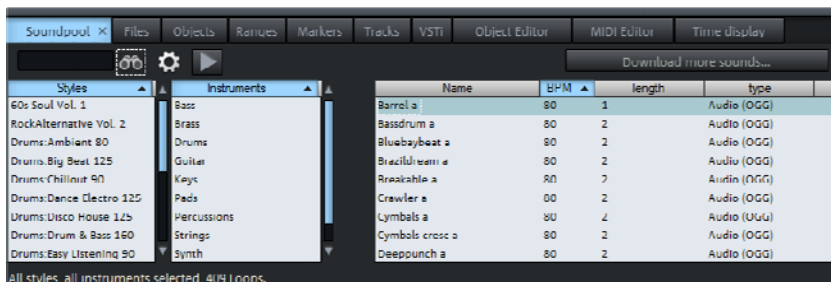 Soundpool × Files Objects Ranges Markers Tracks VSTi Object Editor MIDI Editor Time display
Download more sounds...
Styles Instruments Name BPM length type
60s Soul Vol. 1 Bass Barrel a 80 1 Audio (OGG)
RockAlternative Vol. 2 Brass Bassdrum a 80 2 Audio (OGG)
Drums:Ambient 80 Drums Bluebaybeat a 80 2 Audio (OGG)
Drums:Big Beat 125 Guitar Brazildream a 80 2 Audio (OGG)
Drums:Chillout 90 Keys Breakable a 80 2 Audio (OGG)
Drums:Dance Electro 125 Pads Crawler a 80 2 Audio (OGG)
Drums:Disco House 125 Percussions Cymbals a 80 2 Audio (OGG)
Drums:Drum & Bass 160 Strings Cymbals cresc a 80 2 Audio (OGG)
Drums:Easy Listening 90 Synth Deeppunch a 80 2 Audio (OGG)
All styles, all instruments selected, 409 Loops.